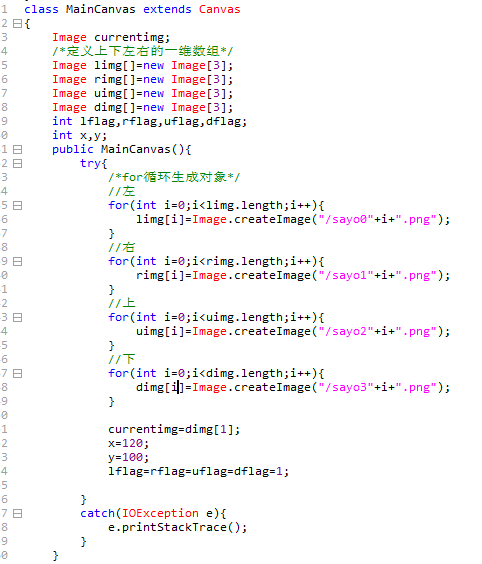 1 class MainCanvas extends Canvas
2 {
3 Image currentimg;
4 /*定义上下左右的一维数组*/
5 Image limg[]=new Image[3];
6 Image rimg[]=new Image[3];
7 Image uimg[]=new Image[3];
8 Image dimg[]=new Image[3];
9 int lflag,rflag,uflag,dflag;
0 int x,y;
1 public MainCanvas(){
2 try{
3 /*for循环生成对象*/
4 //左
5 for(int i=0;i<limg.length;i++){
6 limg[i]=Image.createImage("/sayo0"+i+".png");
7 }
8 //右
9 for(int i=0;i<rimg.length;i++){
0 rimg[i]=Image.createImage("/sayo1"+i+".png");
1 }
2 //上
3 for(int i=0;i<uimg.length;i++){
4 uimg[i]=Image.createImage("/sayo2"+i+".png");
5 }
6 //下
7 for(int i=0;i<dimg.length;i++){
8 dimg[i]=Image.createImage("/sayo3"+i+".png");
9 }
0
1 currentimg=dimg[1];
2 x=120;
3 y=100;
4 lflag=rflag=uflag=dflag=1;
5
6 }
7 catch(IOException e){
8 e.printStackTrace();
9 }
0 }